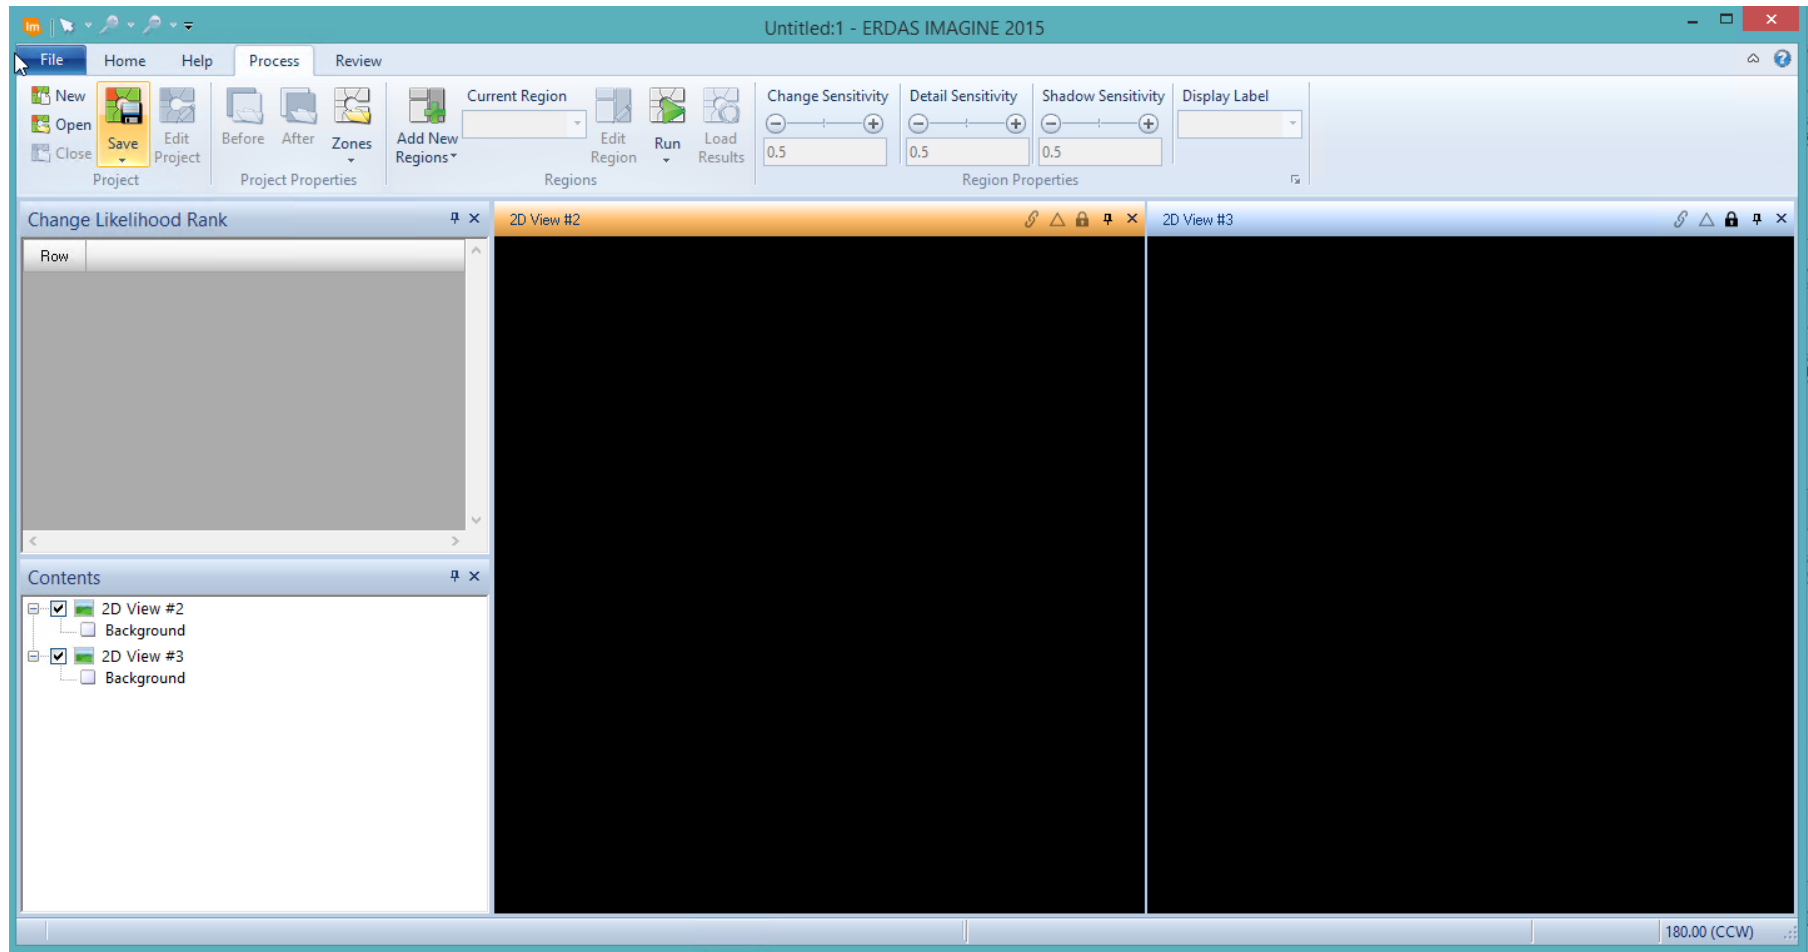 Im
Untitled:1 - ERDAS IMAGINE 2015
File Home Help Process Review
New
Open
Close
Save
Edit Project
Project
Before
After
Zones
Project Properties
Add New Regions
Current Region
Edit Region
Run
Load Results
Regions
Change Sensitivity
0.5
Detail Sensitivity
0.5
Shadow Sensitivity
0.5
Display Label
Region Properties
Change Likelihood Rank
Row
2D View #2
2D View #3
Contents
2D View #2
Background
2D View #3
Background
180.00 (CCW)